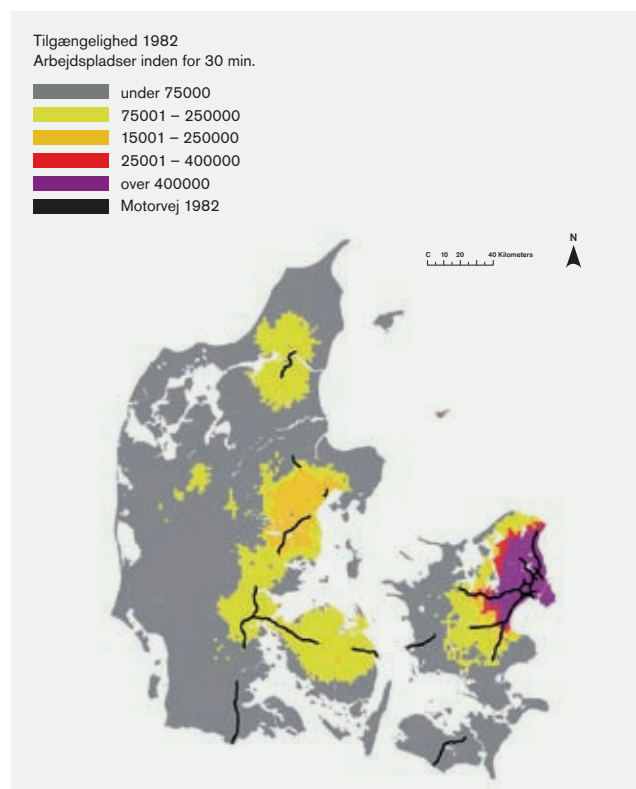 Tilgængelighed 1982
Arbejdspladser inden for 30 min.
under 75000
75001 – 250000
15001 – 250000
25001 – 400000
over 400000
Motorvej 1982
N
C 10 20 40 Kilometers